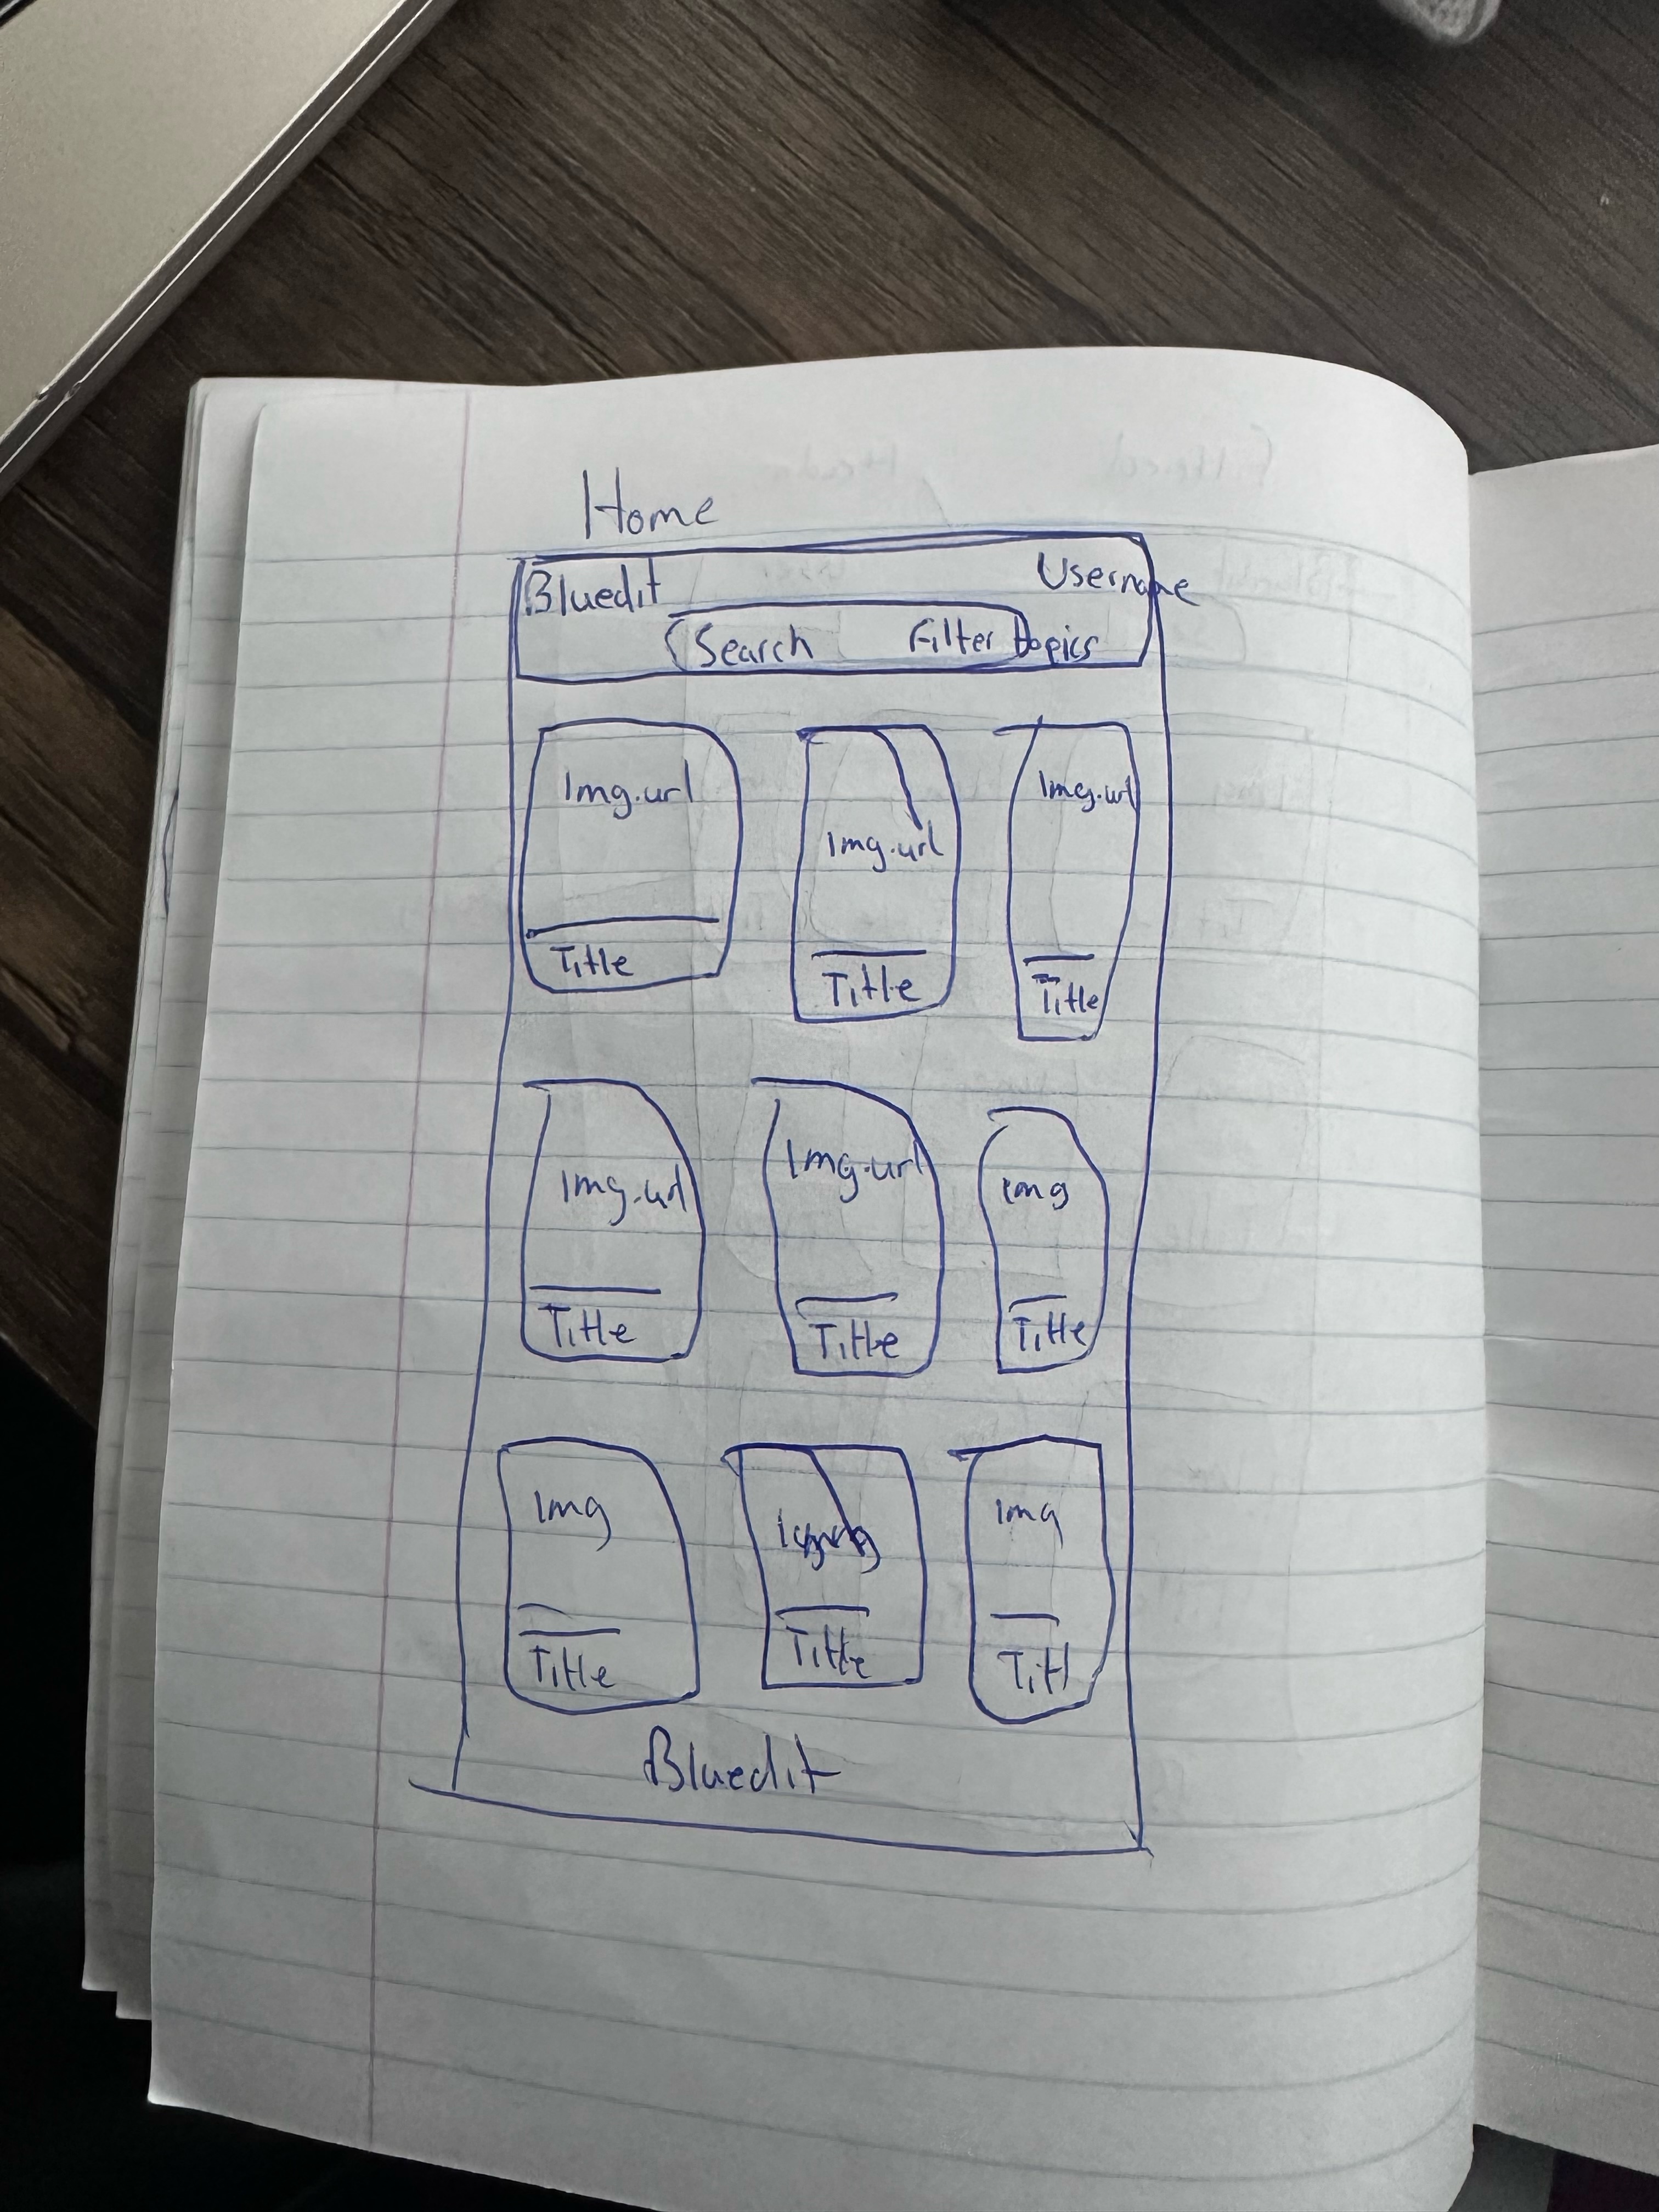 Home
Bluedit Username
Search Filter topics
Img.url Img.url Img.url
Title Title Title
Img.url Img.url img
Title Title Title
Img Img
Title Title Titl
Bluedit